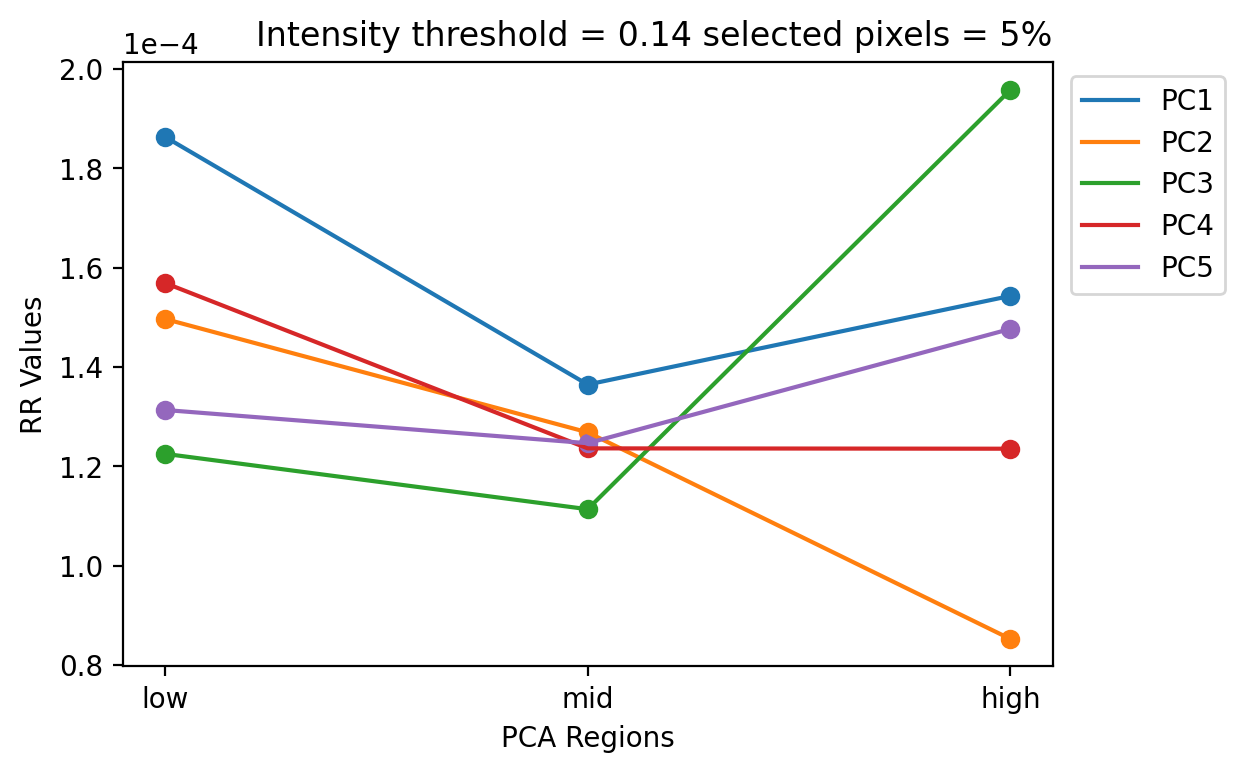 Intensity threshold = 0.14 selected pixels = 5%
1e−4
2.0
1.8
1.6
1.4
1.2
1.0
0.8
RR Values
low
mid
high
PCA Regions
PC1
PC2
PC3
PC4
PC5